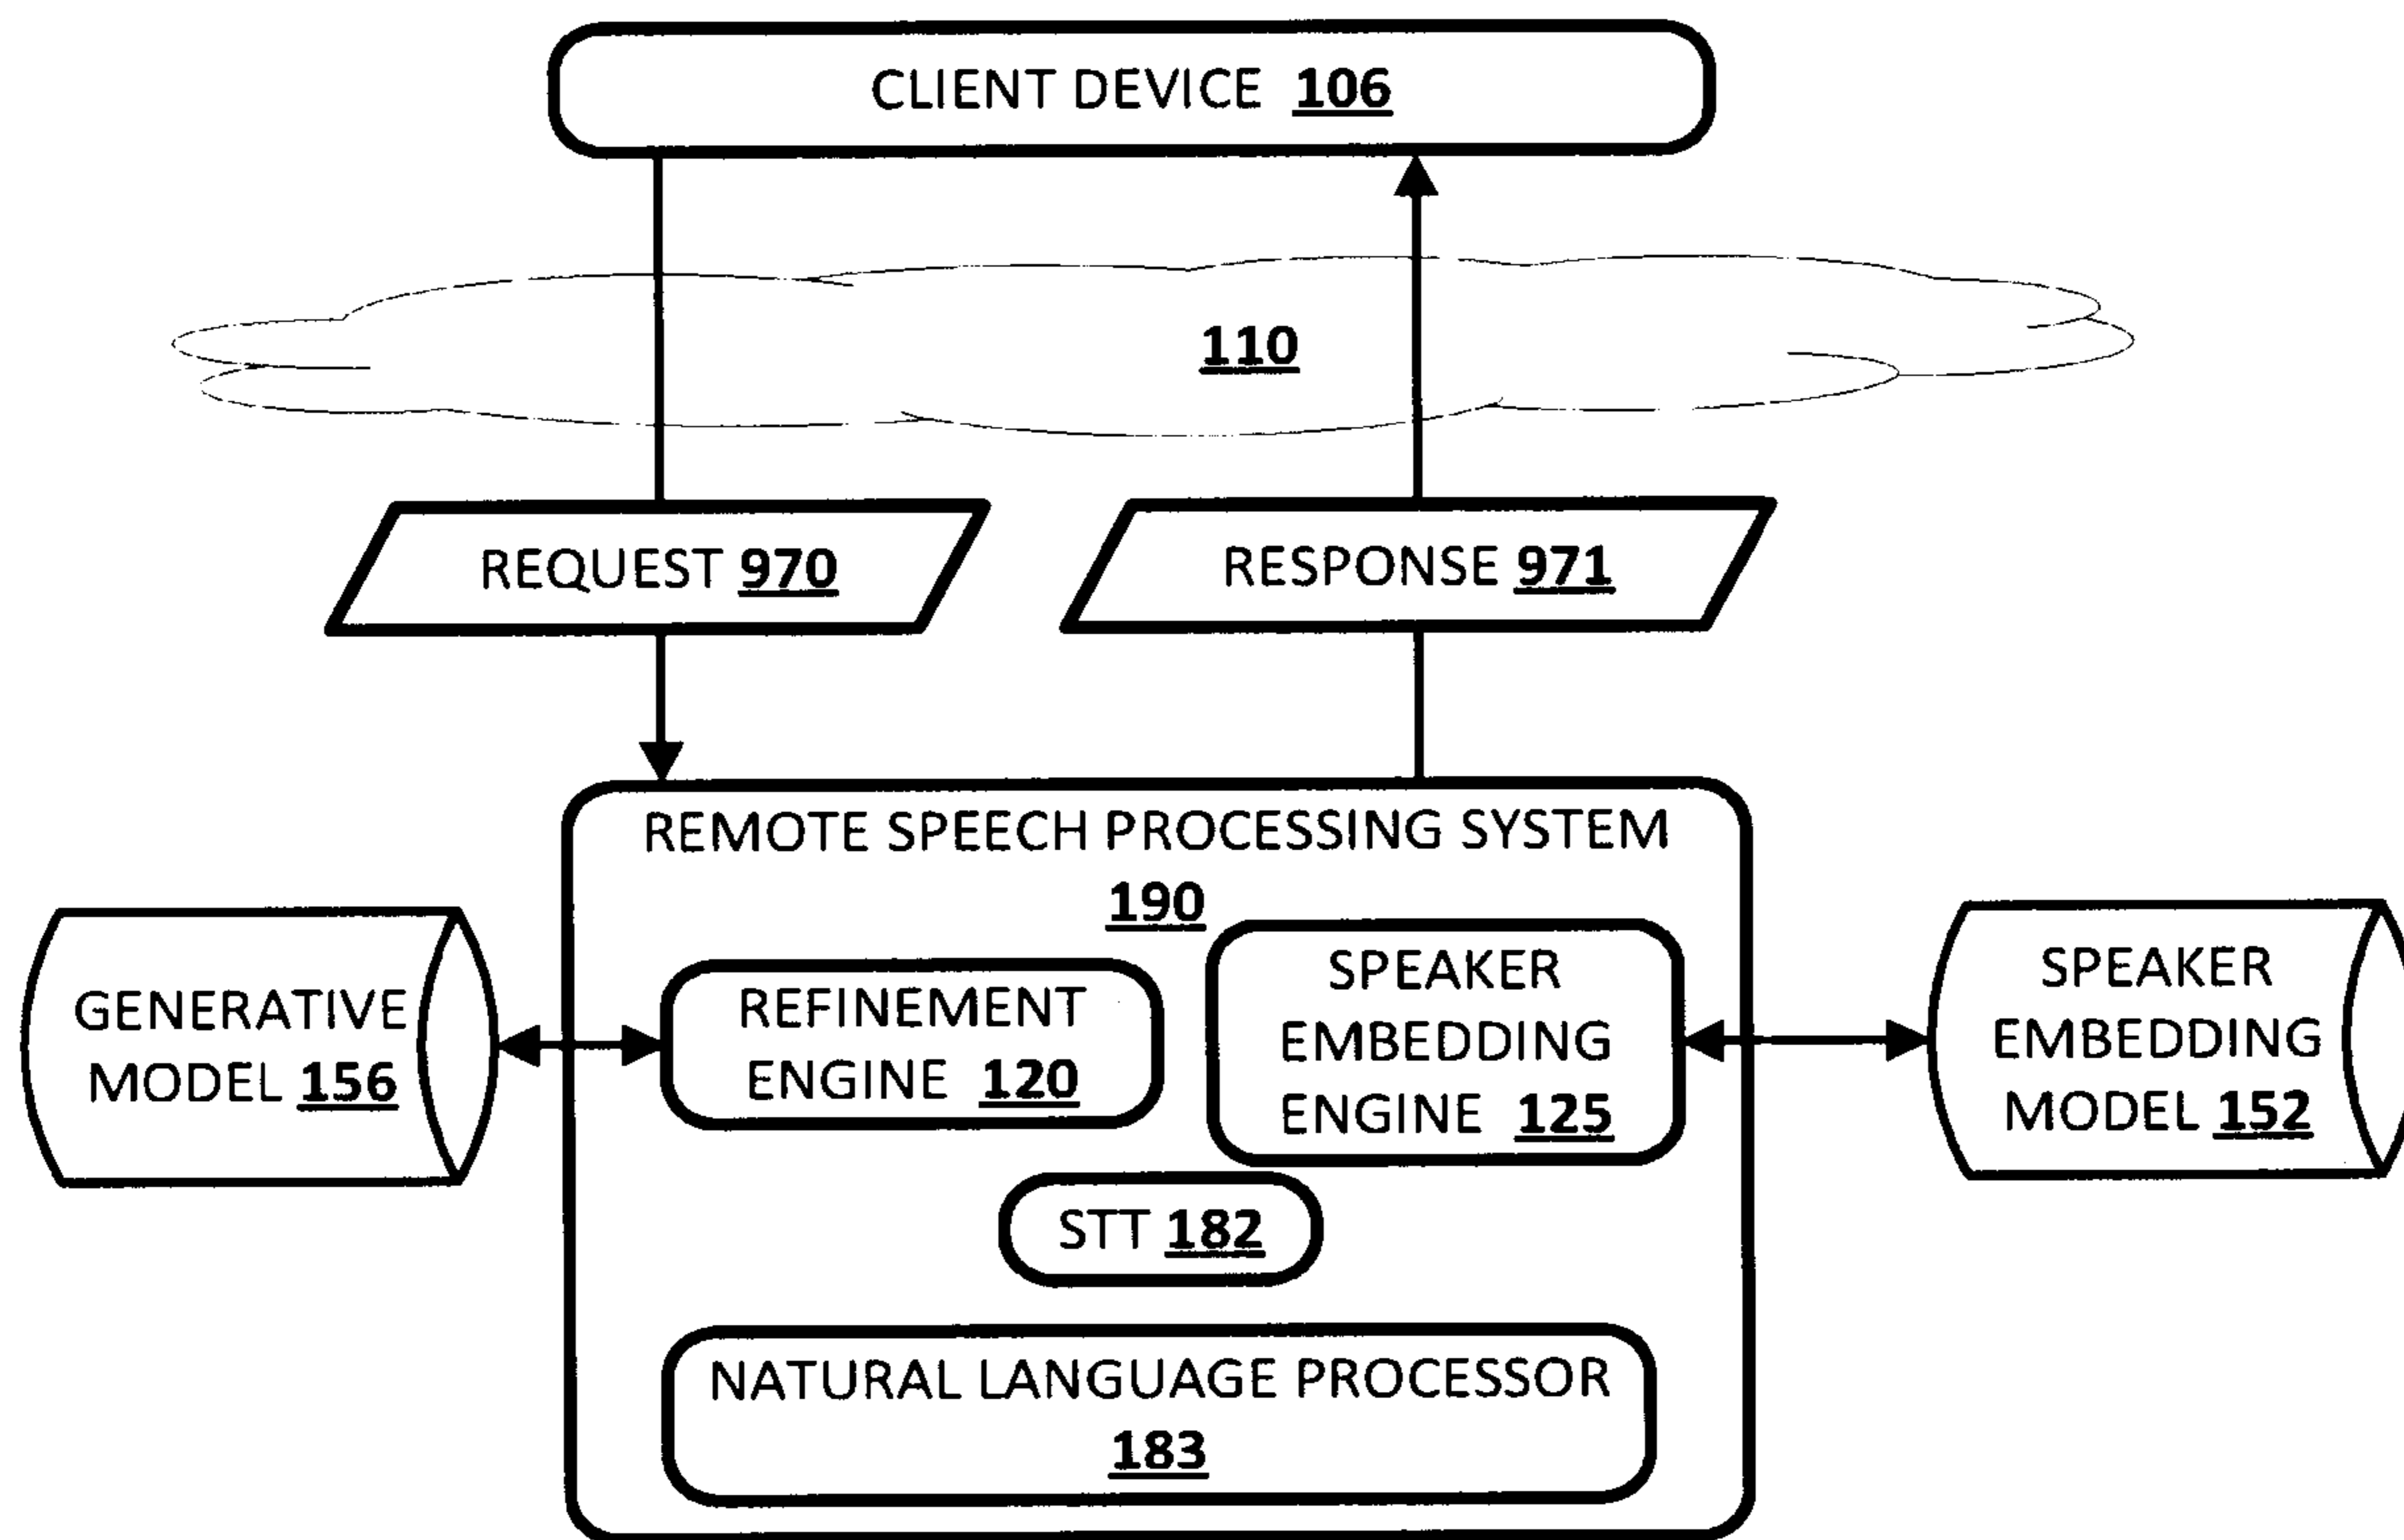 CLIENT DEVICE 106
110
REQUEST 970
RESPONSE 971
REMOTE SPEECH PROCESSING SYSTEM
190
GENERATIVE
MODEL 156
REFINEMENT
ENGINE 120
SPEAKER
EMBEDDING
ENGINE 125
SPEAKER
EMBEDDING
MODEL 152
STT 182
NATURAL LANGUAGE PROCESSOR
183